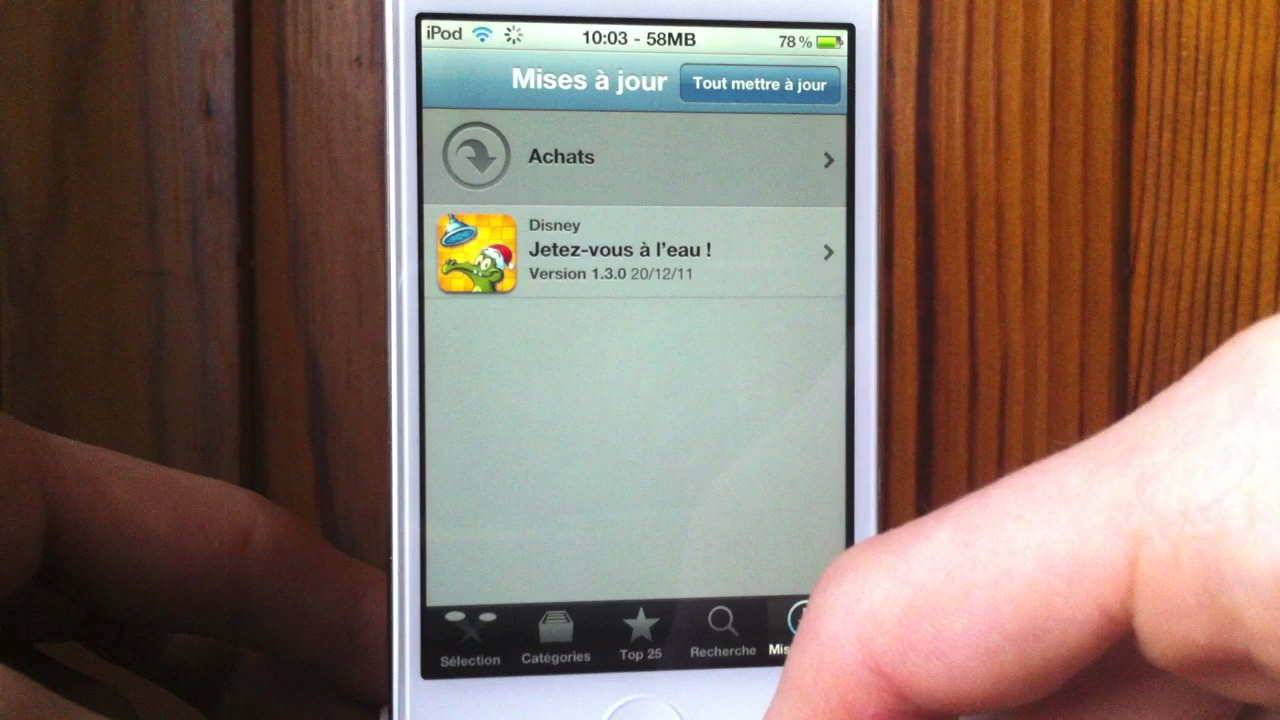 iPod 10:03 - 58MB 78 %
Mises à jour
Tout mettre à jour
Achats
Disney
Jetez-vous à l'eau !
Version 1.3.0 20/12/11
Sélection
Catégories
Top 25
Recherche